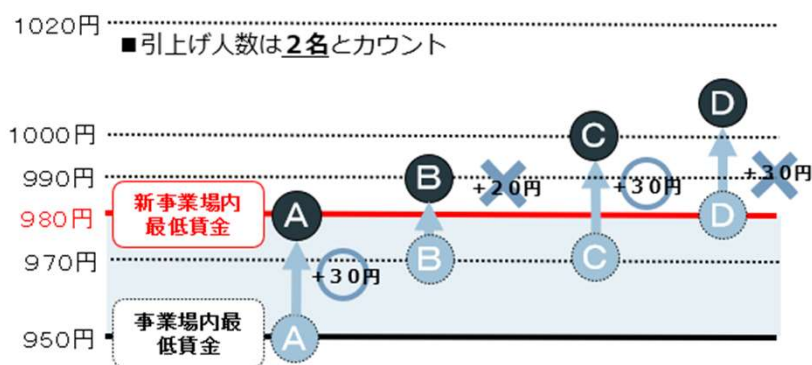 1020円
■引上げ人数は２名とカウント
D
1000円
C
990円
B
+20円
+30円
+30円
新事業場内
最低賃金
980円
A
D
970円
B
C
+30円
事業場内最
低賃金
950円
A